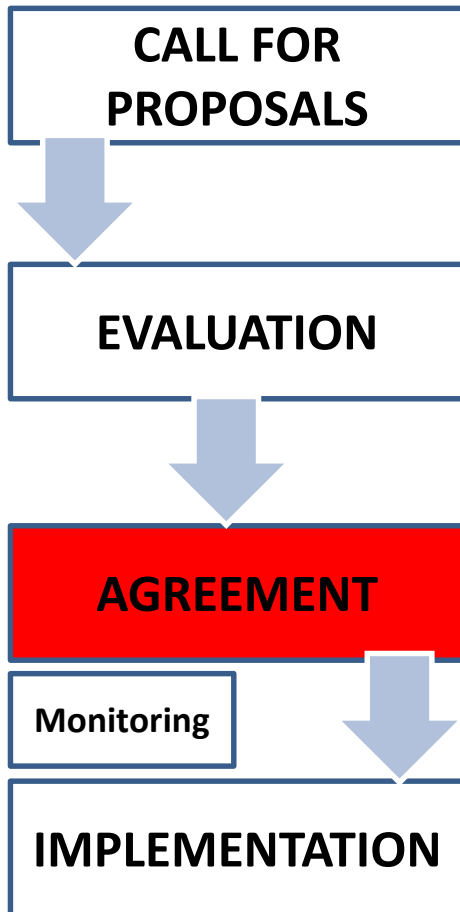 CALL FOR
PROPOSALS
EVALUATION
AGREEMENT
Monitoring
IMPLEMENTATION